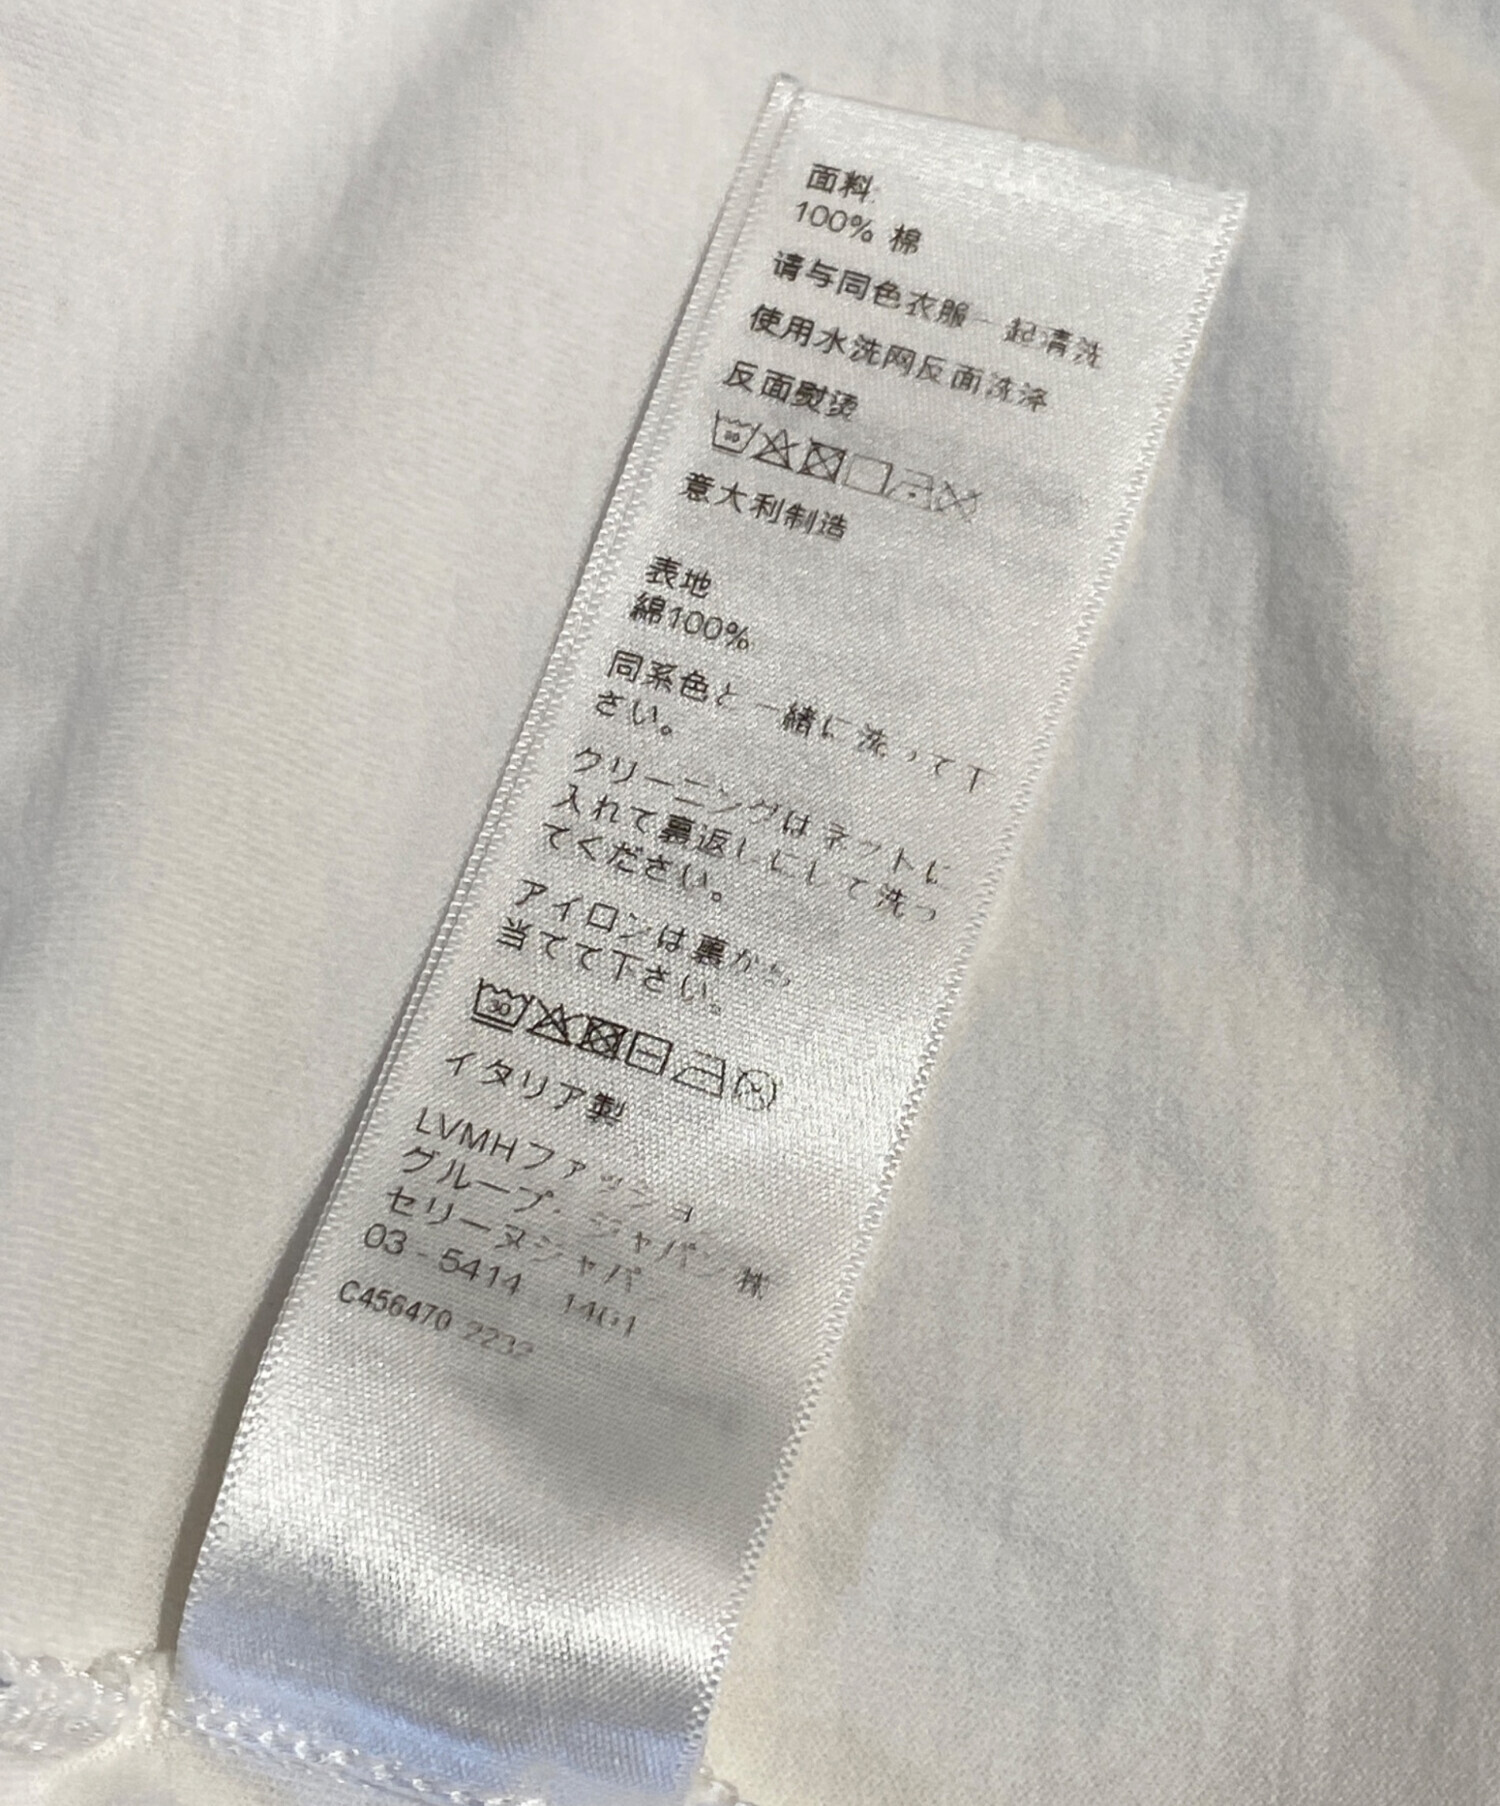 面料:
100% 棉
请与同色衣服一起清洗
使用水洗网反面洗涤
反面熨烫
30
意大利制造
表地
綿100%
同系色と一緒に洗って下
さい。
クリーニングはネットに
入れて裏返しにして洗っ
てください。
アイロンは裏から
当てて下さい。
30
イタリア製
LVMHファッショ
グループ・ジャパン 株
セリーヌジャパン
03-5414
C456470